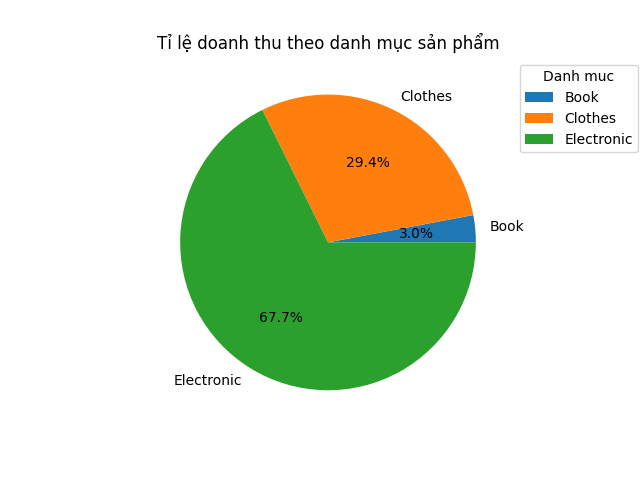 Tỉ lệ doanh thu theo danh mục sản phẩm
Danh muc
Book
Clothes
Electronic
Clothes
29.4%
Book
3.0%
67.7%
Electronic